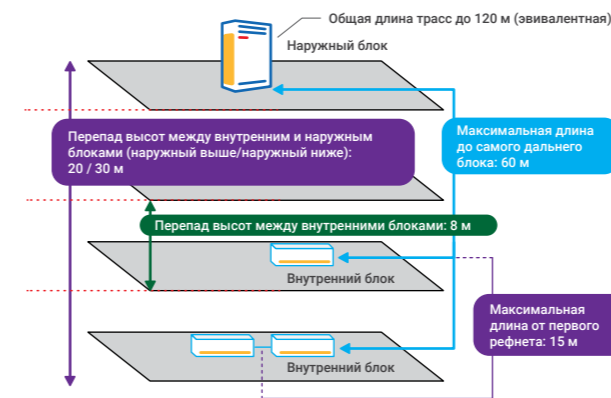 Общая длина трасс до 120 м (эвивалентная)
Наружный блок
Перепад высот между внутренним и наружным
блоками (наружный выше/наружный ниже):
20 / 30 м
Максимальная длина
до самого дальнего
блока: 60 м
Перепад высот между внутренними блоками: 8 м
Внутренний блок
Максимальная
длина от первого
рефнета: 15 м
Внутренний блок